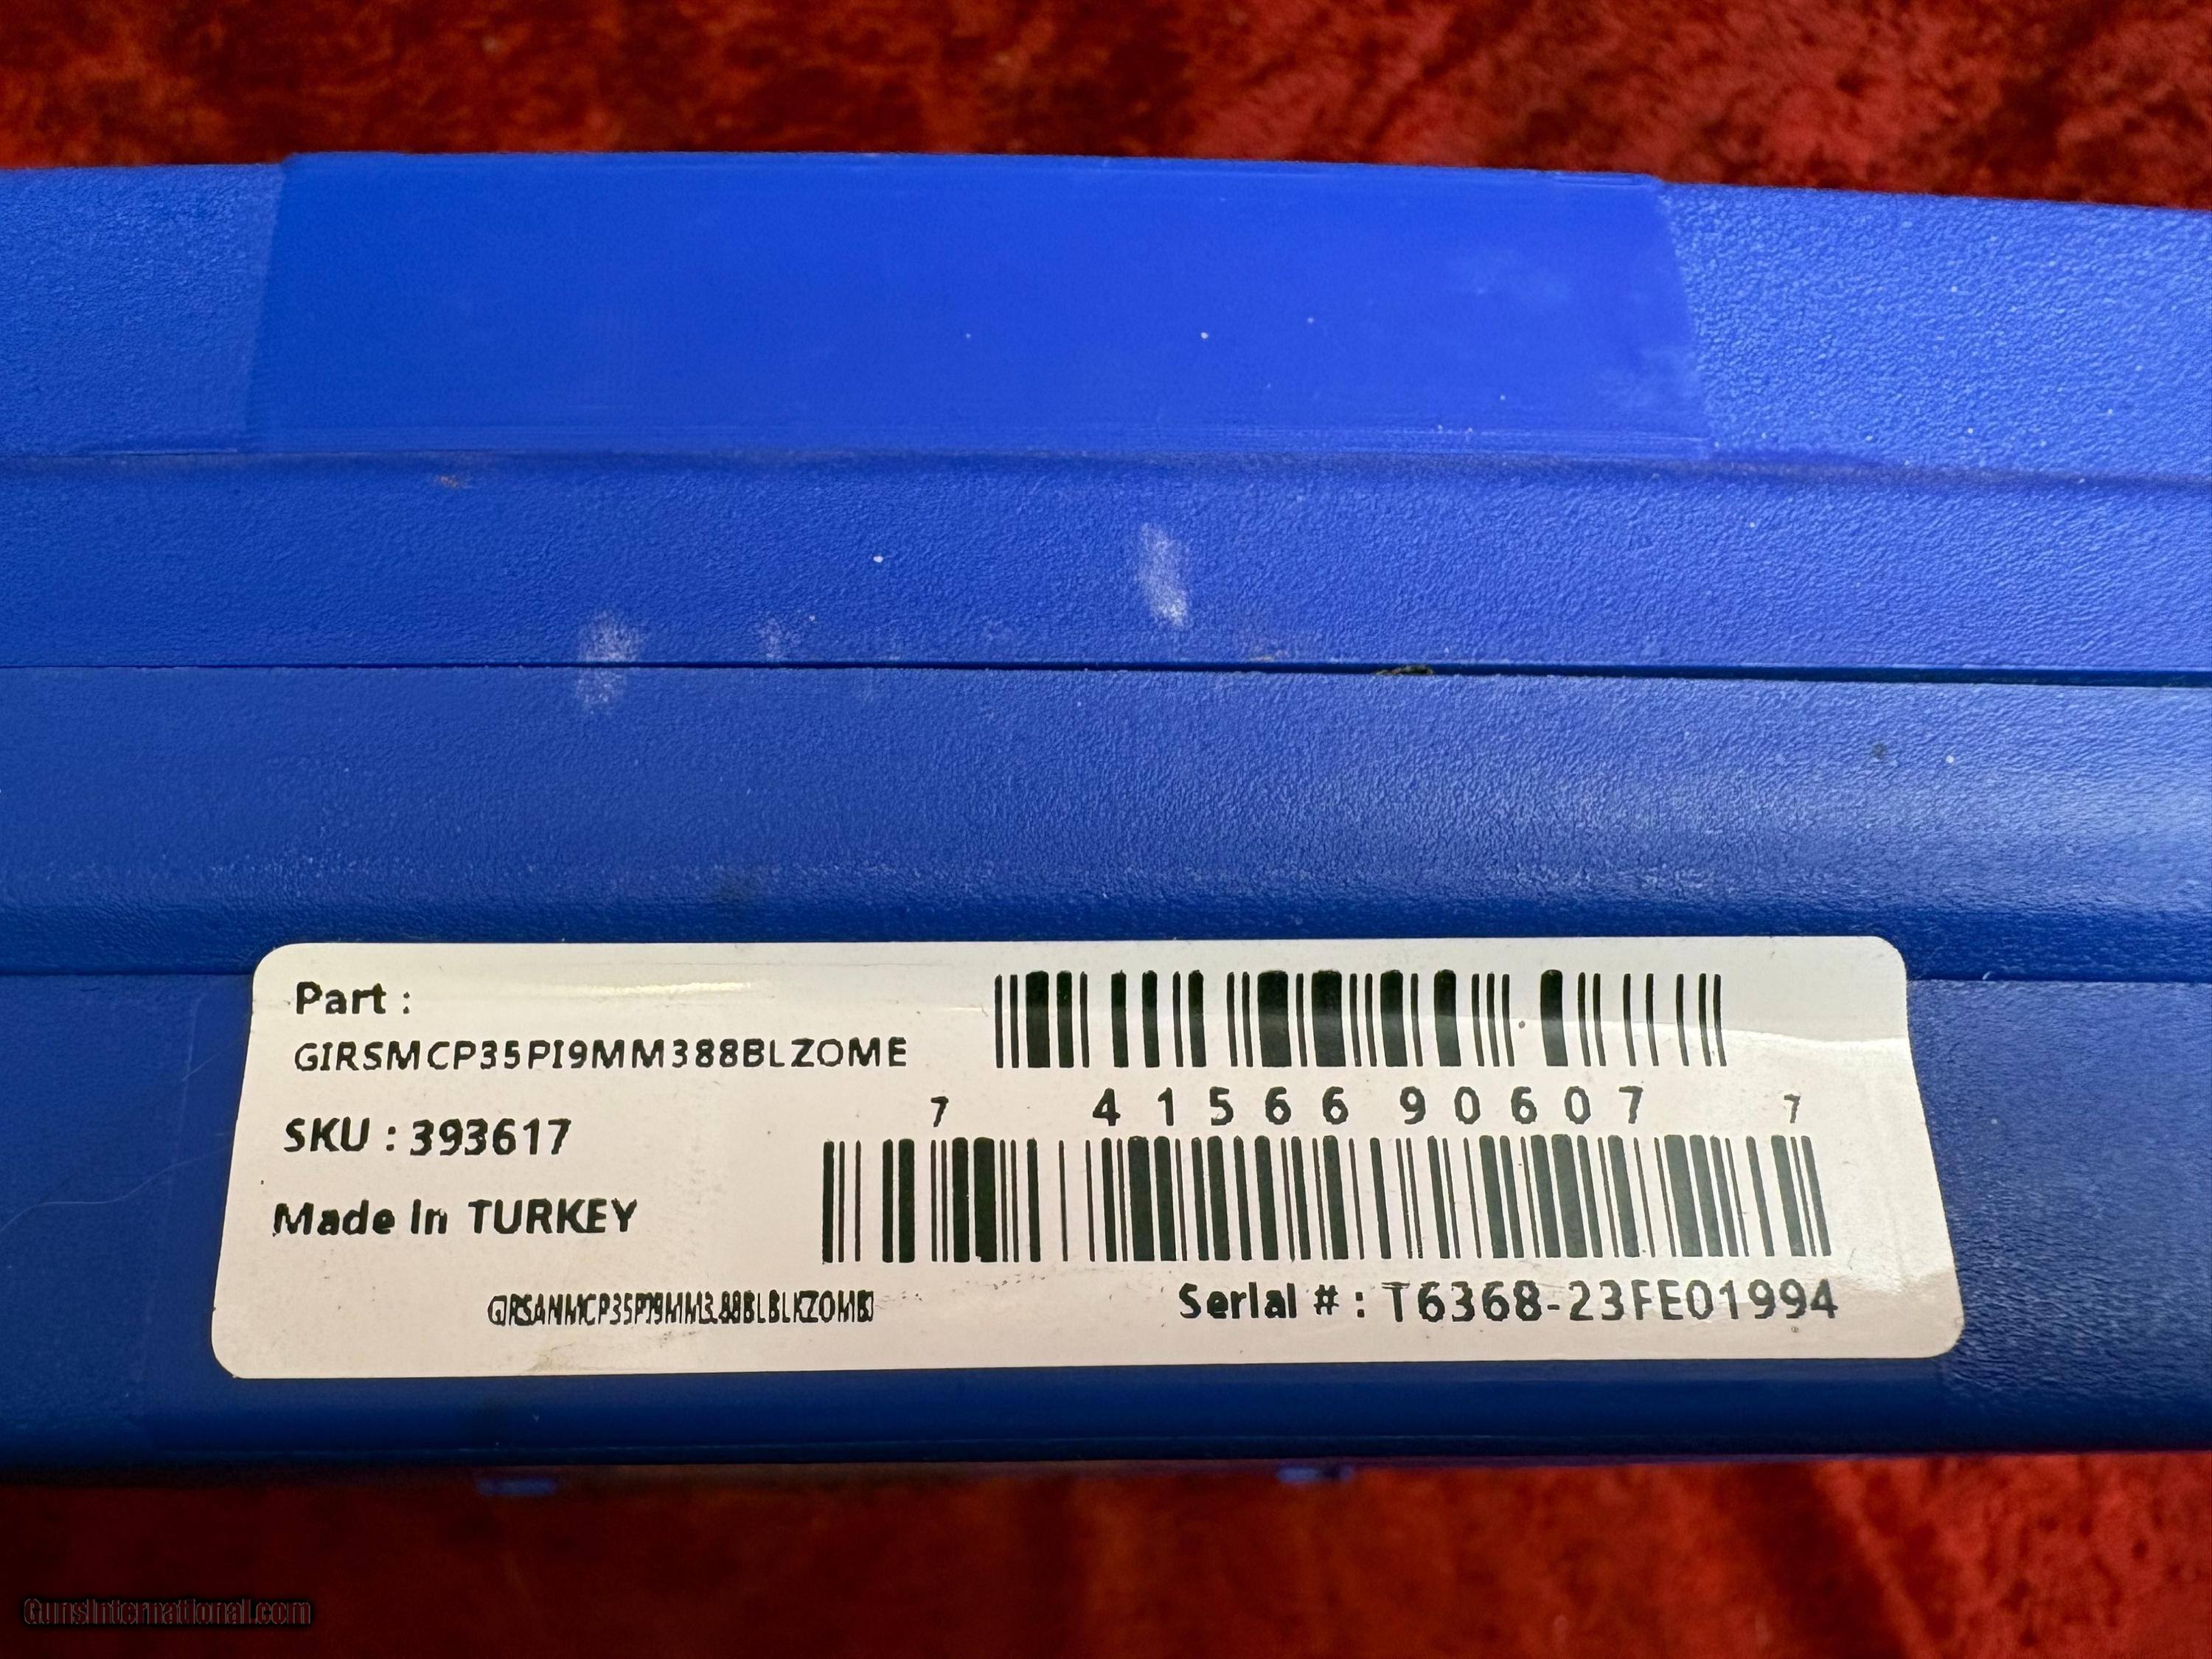 Part :
GIRSMCP35PI9MM388BLZOME
7 41566 90607 7
SKU : 393617
Made In TURKEY
Serial # : T6368-23FE01994
GunsInternational.com